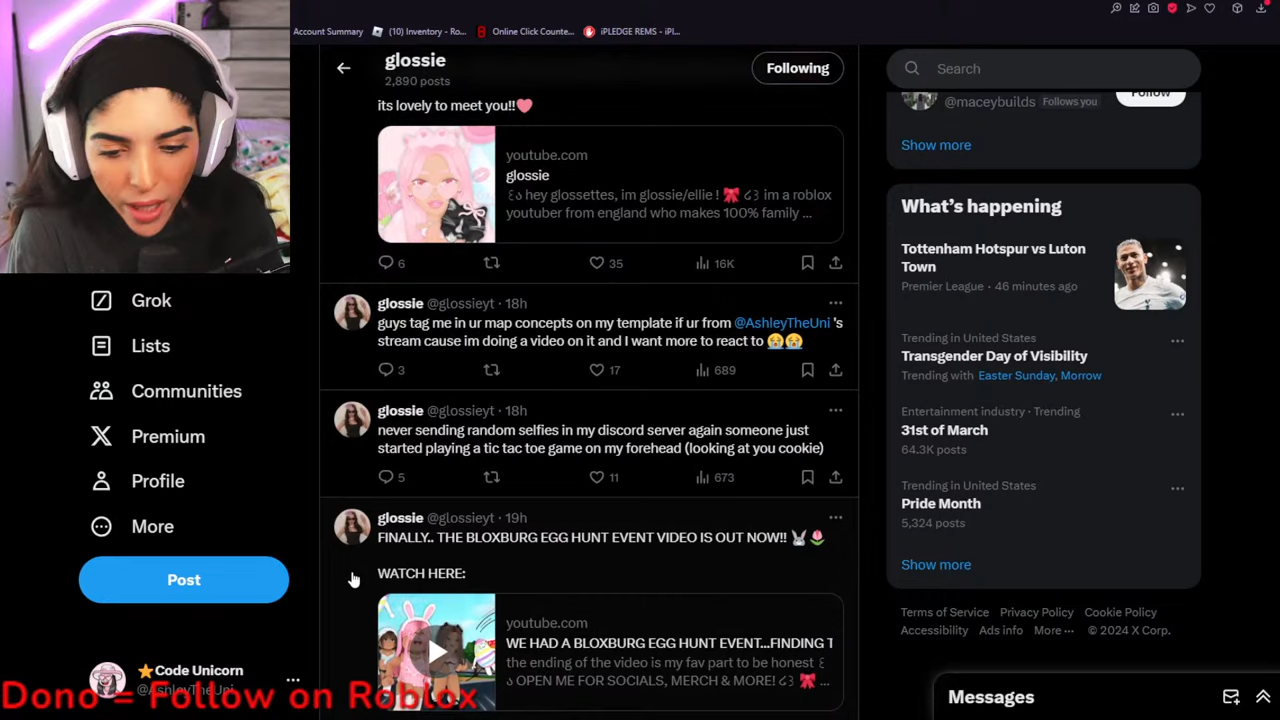 Account Summary
(10) Inventory - Ro...
Online Click Counte...
iPLEDGE REMS - iPl...
glossie
2,890 posts
Following
Search
its lovely to meet you!!❤️
youtube.com
glossie
hey glossettes, im glossie/ellie ! 🎀 im a roblox
youtuber from england who makes 100% family ...
6
35
16K
glossie @glossieyt · 18h
guys tag me in ur map concepts on my template if ur from @AshleyTheUni 's
stream cause im doing a video on it and I want more to react to 😭😭
3
17
689
glossie @glossieyt · 18h
never sending random selfies in my discord server again someone just
started playing a tic tac toe game on my forehead (looking at you cookie)
5
11
673
glossie @glossieyt · 19h
FINALLY.. THE BLOXBURG EGG HUNT EVENT VIDEO IS OUT NOW!! 🐰🌷
WATCH HERE:
youtube.com
WE HAD A BLOXBURG EGG HUNT EVENT...FINDING T
the ending of the video is my fav part to be honest
OPEN ME FOR SOCIALS, MERCH & MORE! 🎀 ...
Grok
Lists
Communities
Premium
Profile
More
Post
⭐Code Unicorn
@AshleyTheUni
Dono = Follow on Roblox
@maceybuilds Follows you
Follow
Show more
What's happening
Tottenham Hotspur vs Luton
Town
Premier League · 46 minutes ago
Trending in United States
Transgender Day of Visibility
Trending with Easter Sunday, Morrow
Entertainment industry · Trending
31st of March
64.3K posts
Trending in United States
Pride Month
5,324 posts
Show more
Terms of Service Privacy Policy Cookie Policy
Accessibility Ads info More ··· © 2024 X Corp.
Messages